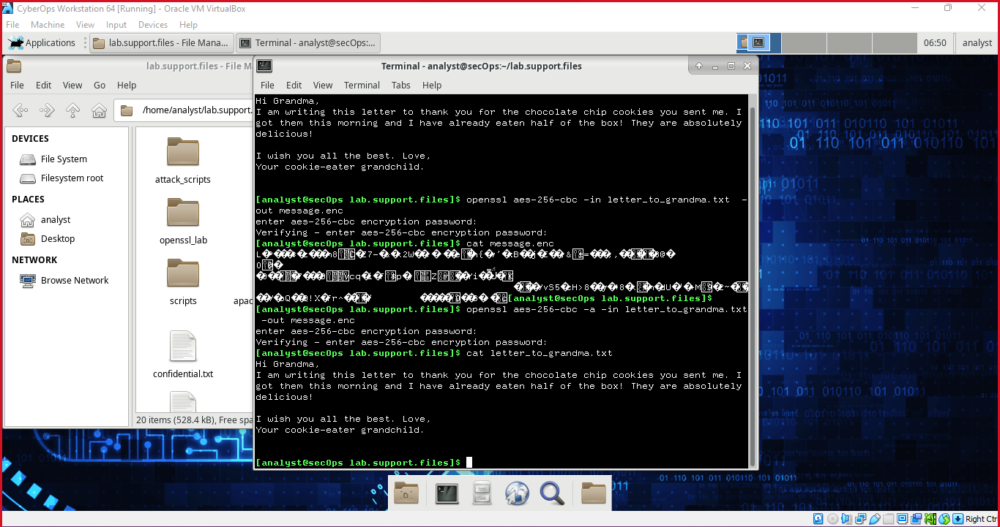 CyberOps Workstation 64 [Running] - Oracle VM VirtualBox
File Machine View Input Devices Help
Applications
lab.support.files - File Mana...
Terminal - analyst@secOps:...
06:50
analyst
lab.support.files - File Ma
File Edit View Go Help
/home/analyst/lab.support.
DEVICES
File System
Filesystem root
PLACES
analyst
Desktop
NETWORK
Browse Network
attack_scripts
openssl_lab
scripts
apac
confidential.txt
20 items (528.4 kB), Free spa
Terminal - analyst@secOps:~/lab.support.files
File Edit View Terminal Tabs Help
Hi Grandma,
I am writing this letter to thank you for the chocolate chip cookies you sent me. I
got them this morning and I have already eaten half of the box! They are absolutely
delicious!
I wish you all the best. Love,
Your cookie-eater grandchild.
[analyst@secOps lab.support.files]$ openssl aes-256-cbc -in letter_to_grandma.txt -
out message.enc
enter aes-256-cbc encryption password:
Verifying - enter aes-256-cbc encryption password:
[analyst@secOps lab.support.files]$ cat message.enc
[analyst@secOps lab.support.files]$
[analyst@secOps lab.support.files]$ openssl aes-256-cbc -a -in letter_to_grandma.txt
-out message.enc
enter aes-256-cbc encryption password:
Verifying - enter aes-256-cbc encryption password:
[analyst@secOps lab.support.files]$ cat letter_to_grandma.txt
Hi Grandma,
I am writing this letter to thank you for the chocolate chip cookies you sent me. I
got them this morning and I have already eaten half of the box! They are absolutely
delicious!
I wish you all the best. Love,
Your cookie-eater grandchild.
[analyst@secOps lab.support.files]$
Right Ctr